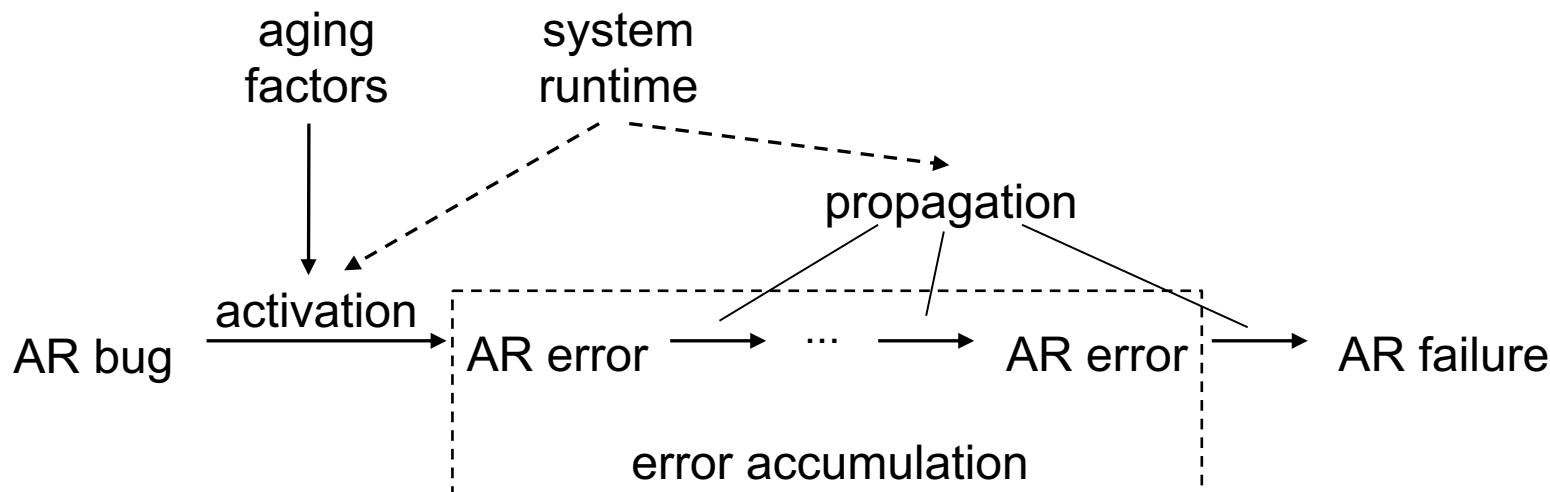 aging
factors
system
runtime
propagation
activation
AR bug
AR error
...
AR error
AR failure
error accumulation